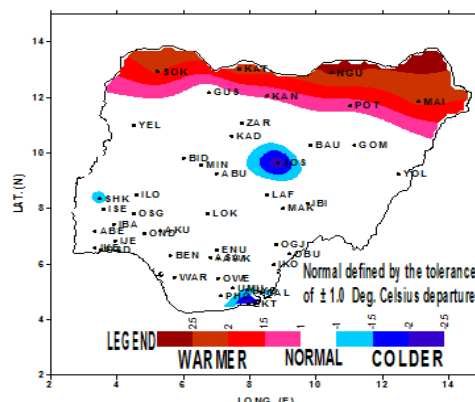 14
KAT
NGU
SOK
GUS
KAN
MAI
12
POT
YEL
ZAR
KAD
BAU
GOM
10
BID
MIN
JOS
ABU
YOL
SHK
ILO
LAF
IBI
ISE
OSG
LOK
MAK
8
IBA
ABE
OND
AKU
IJE
ENU
OGJ
BEN
OBU
IKO
6
WAR
OWE
Normal defined by the tolerance
of ±1.0 Deg. Celsius departure
4
LEGEND
2.5
2
1.5
1
-1
-1.5
-2
-2.5
WARMER
NORMAL
COLDER
2
2
4
6
8
10
12
14
LAT.(N)
LONG. (E)